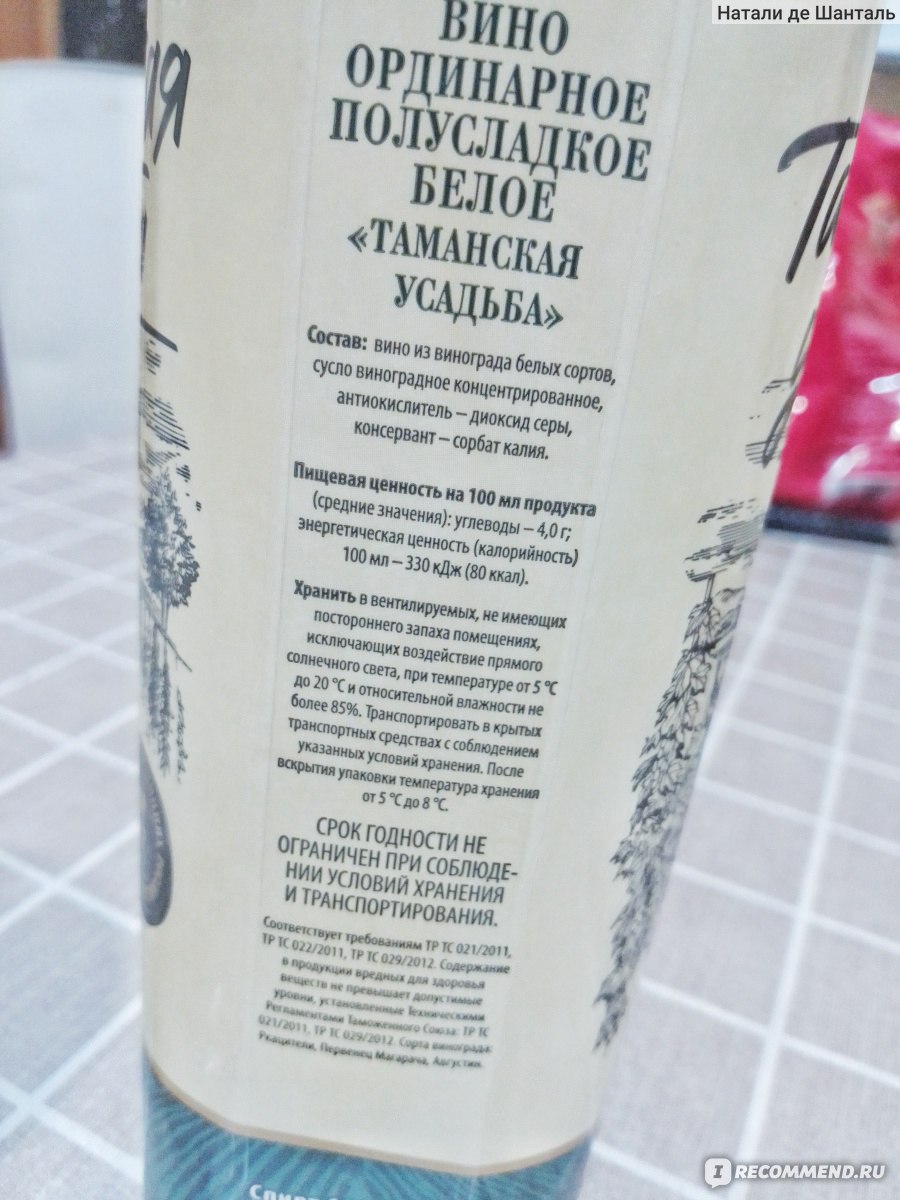 Натали де Шанталь
ВИНО
ОРДИНАРНОЕ
ПОЛУСЛАДКОЕ
БЕЛОЕ
«ТАМАНСКАЯ
УСАДЬБА»
Состав: вино из винограда белых сортов,
сусло виноградное концентрированное,
антиокислитель – диоксид серы,
консервант – сорбат калия.
Пищевая ценность на 100 мл продукта
(средние значения): углеводы – 4,0 г;
энергетическая ценность (калорийность)
100 мл – 330 кДж (80 ккал).
Хранить в вентилируемых, не имеющих
постороннего запаха помещениях,
исключающих воздействие прямого
солнечного света, при температуре от 5 °С
до 20 °С и относительной влажности не
более 85%. Транспортировать в крытых
транспортных средствах с соблюдением
указанных условий хранения. После
вскрытия упаковки температура хранения
от 5 °С до 8 °С.
СРОК ГОДНОСТИ НЕ
ОГРАНИЧЕН ПРИ СОБЛЮДЕ-
НИИ УСЛОВИЙ ХРАНЕНИЯ
И ТРАНСПОРТИРОВАНИЯ.
Соответствует требованиям ТР ТС 021/2011,
ТР ТС 022/2011, ТР ТС 029/2012. Содержание
в продукции вредных для здоровья
веществ не превышает допустимые
уровни, установленные Техническими
Регламентами Таможенного Союза: ТР ТС
021/2011, ТР ТС 029/2012. Сорта винограда:
Ркацители, Первенец Магарача, Августин.
ая
Та
IRECOMMEND.RU